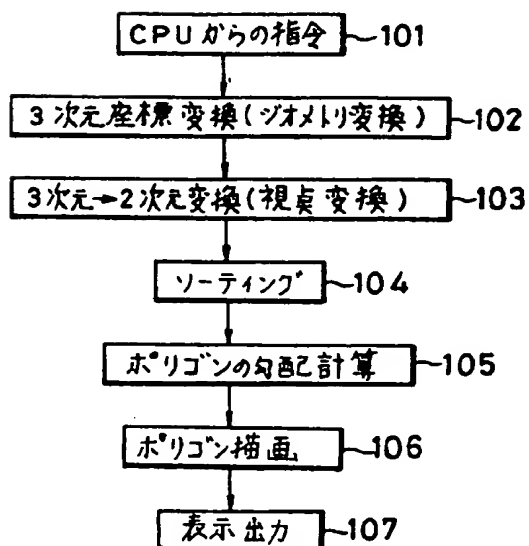 CPUからの指令 101
3次元座標変換(ジオメトリ変換) 102
3次元→2次元変換(視点変換) 103
ソーティング 104
ポリゴンの勾配計算 105
ポリゴン描画 106
表示出力 107